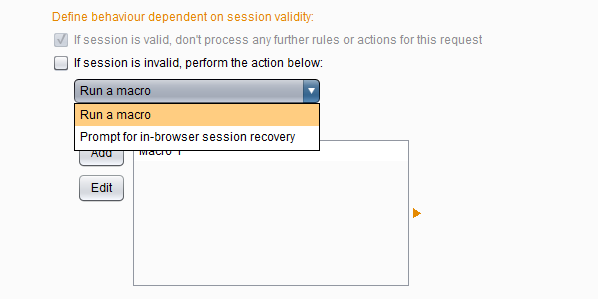 Define behaviour dependent on session validity:
If session is valid, don't process any further rules or actions for this request
If session is invalid, perform the action below:
Run a macro
Run a macro
Prompt for in-browser session recovery
Add
Macro 1
Edit